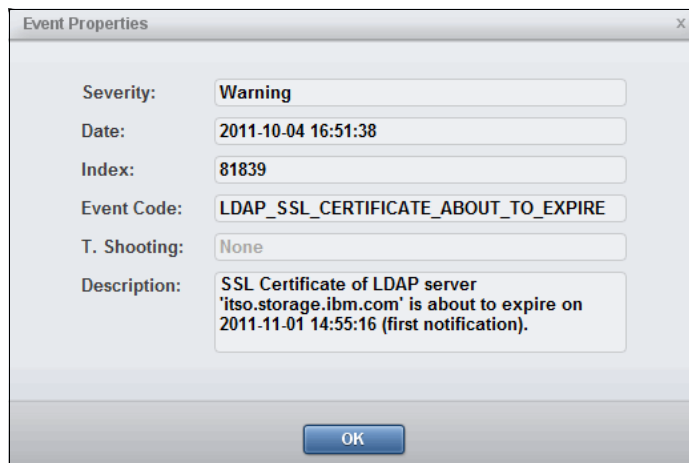 Event Properties x
Severity: Warning
Date: 2011-10-04 16:51:38
Index: 81839
Event Code: LDAP_SSL_CERTIFICATE_ABOUT_TO_EXPIRE
T. Shooting: None
Description: SSL Certificate of LDAP server
'itso.storage.ibm.com' is about to expire on
2011-11-01 14:55:16 (first notification).
OK